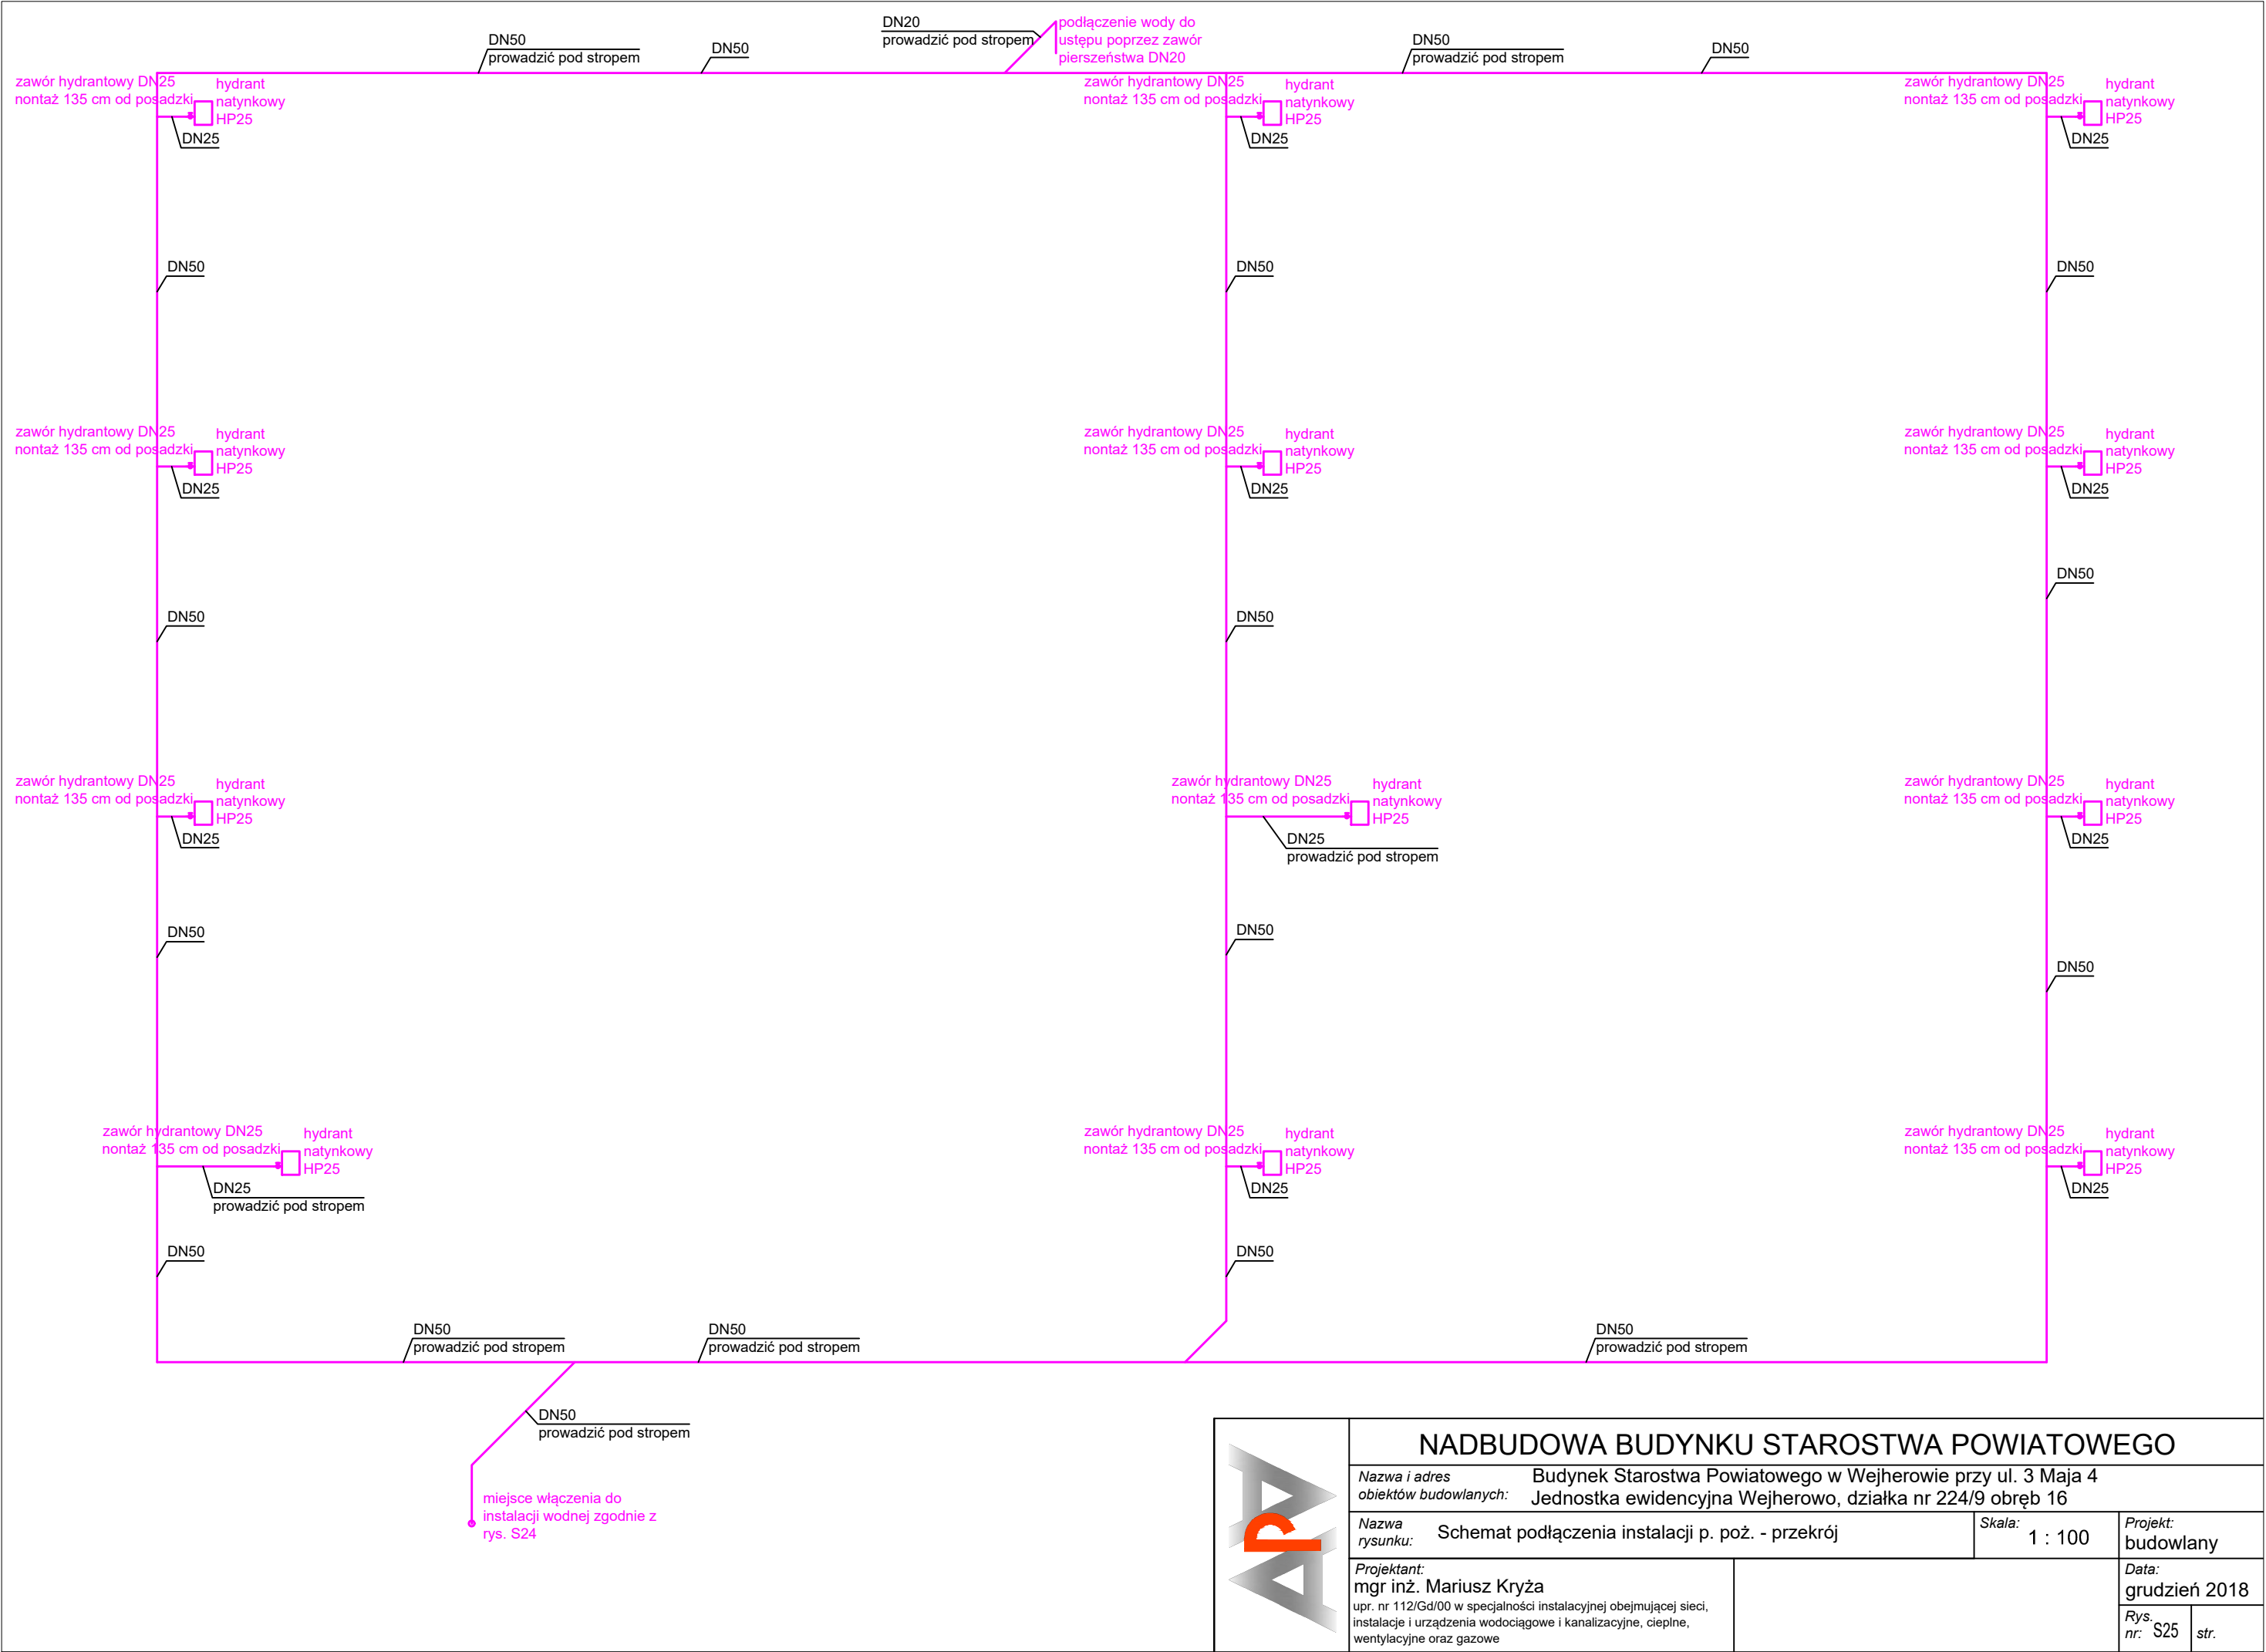 DN50
prowadzić pod stropem
DN50
DN20
prowadzić pod stropem
podłączenie wody do
ustępu poprzez zawór
pierszeństwa DN20
DN50
prowadzić pod stropem
DN50
zawór hydrantowy DN25
nontaż 135 cm od posadzki
hydrant
natynkowy
HP25
DN25
zawór hydrantowy DN25
nontaż 135 cm od posadzki
hydrant
natynkowy
HP25
DN25
zawór hydrantowy DN25
nontaż 135 cm od posadzki
hydrant
natynkowy
HP25
DN25
DN50
DN50
DN50
zawór hydrantowy DN25
nontaż 135 cm od posadzki
hydrant
natynkowy
HP25
DN25
zawór hydrantowy DN25
nontaż 135 cm od posadzki
hydrant
natynkowy
HP25
DN25
zawór hydrantowy DN25
nontaż 135 cm od posadzki
hydrant
natynkowy
HP25
DN25
DN50
DN50
DN50
zawór hydrantowy DN25
nontaż 135 cm od posadzki
hydrant
natynkowy
HP25
DN25
zawór hydrantowy DN25
nontaż 135 cm od posadzki
hydrant
natynkowy
HP25
DN25
prowadzić pod stropem
zawór hydrantowy DN25
nontaż 135 cm od posadzki
hydrant
natynkowy
HP25
DN25
DN50
DN50
DN50
zawór hydrantowy DN25
nontaż 135 cm od posadzki
hydrant
natynkowy
HP25
DN25
prowadzić pod stropem
zawór hydrantowy DN25
nontaż 135 cm od posadzki
hydrant
natynkowy
HP25
DN25
zawór hydrantowy DN25
nontaż 135 cm od posadzki
hydrant
natynkowy
HP25
DN25
DN50
DN50
DN50
prowadzić pod stropem
DN50
prowadzić pod stropem
DN50
prowadzić pod stropem
DN50
prowadzić pod stropem
miejsce włączenia do
instalacji wodnej zgodnie z
rys. S24
APA
NADBUDOWA BUDYNKU STAROSTWA POWIATOWEGO
Nazwa i adres
obiektów budowlanych:
Budynek Starostwa Powiatowego w Wejherowie przy ul. 3 Maja 4
Jednostka ewidencyjna Wejherowo, działka nr 224/9 obręb 16
Nazwa
rysunku:
Schemat podłączenia instalacji p. poż. - przekrój
Skala:
1 : 100
Projekt:
budowlany
Projektant:
mgr inż. Mariusz Kryża
upr. nr 112/Gd/00 w specjalności instalacyjnej obejmującej sieci,
instalacje i urządzenia wodociągowe i kanalizacyjne, cieplne,
wentylacyjne oraz gazowe
Data:
grudzień 2018
Rys.
nr: S25
str.